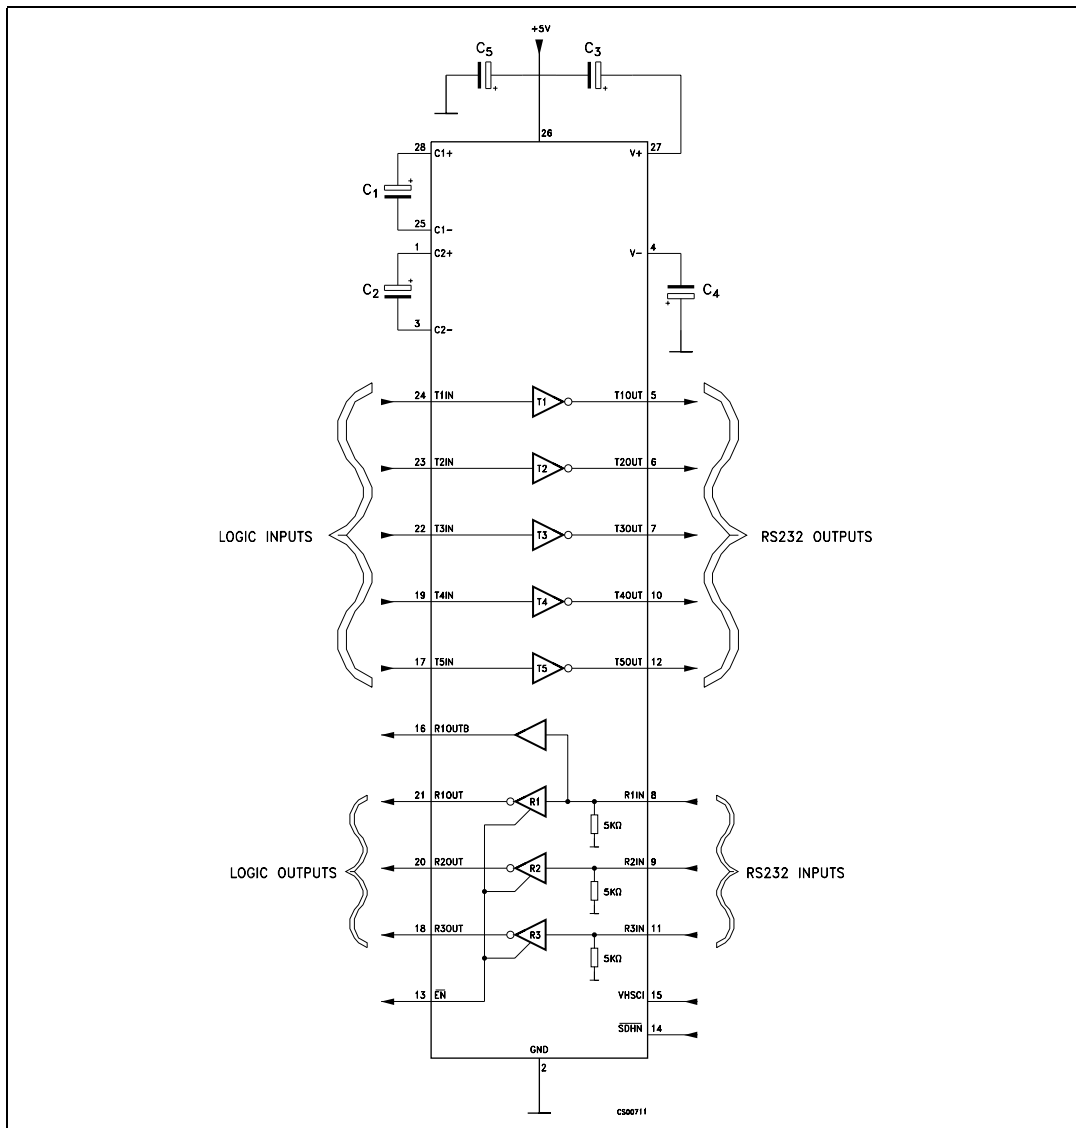 +5V
C5 C3
26
28 C1+ V+ 27
C1
+
25 C1-
1 C2+ V- 4
C2 C4
+
3 C2-
24 T1IN T1 T1OUT 5
23 T2IN T2 T2OUT 6
22 T3IN T3 T3OUT 7
LOGIC INPUTS RS232 OUTPUTS
19 T4IN T4 T4OUT 10
17 T5IN T5 T5OUT 12
16 R1OUTB
21 R1OUT R1 R1IN 8
5KΩ
20 R2OUT R2 R2IN 9
LOGIC OUTPUTS RS232 INPUTS
5KΩ
18 R3OUT R3 R3IN 11
5KΩ
13 EN VHSCI 15
SDHN 14
GND
2
CS00711